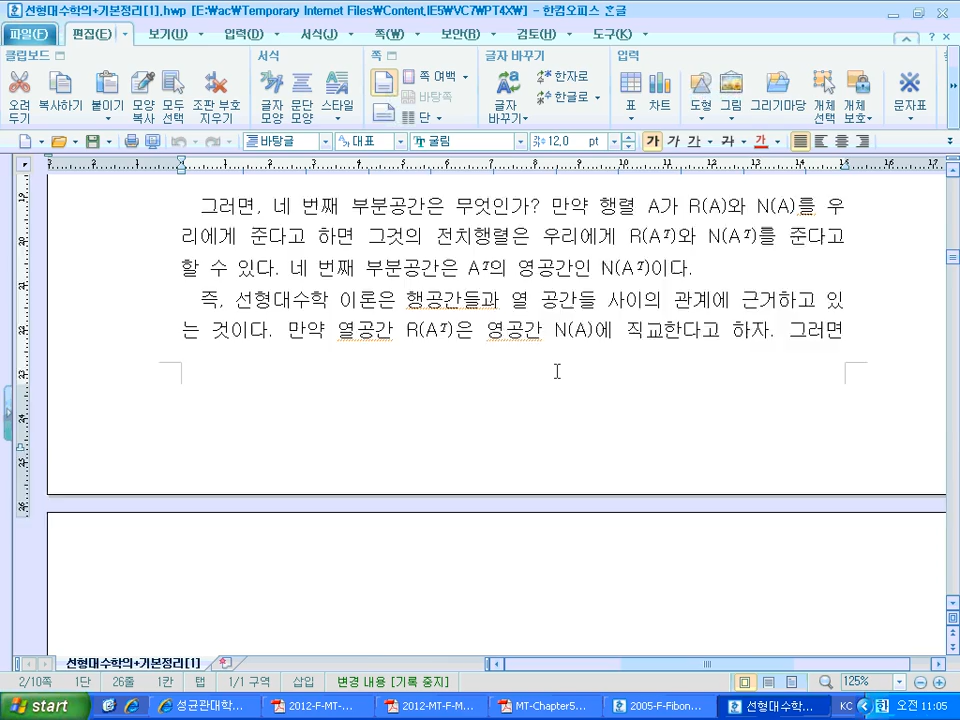 선형대수학의+기본정리[1].hwp [E:₩ac₩Temporary Internet Files₩Content.IE5₩VC7₩PT4X₩] - 한컴오피스 흔글
파일(F) 편집(E) 보기(U) 입력(D) 서식(J) 쪽(W) 보안(R) 검토(H) 도구(K)
클립보드 서식 쪽 글자 바꾸기 입력
오려 두기 복사하기 붙이기 모양 복사 모두 선택 조판 부호 지우기 글자 모양 문단 모양 스타일 쪽 여백 바탕쪽 단 글자 바꾸기 한자로 한글로 표 차트 도형 그림 그리기마당 개체 선택 개체 보호 문자표
바탕글 대표 굴림 12,0 pt 가 가 가 가 가
그러면, 네 번째 부분공간은 무엇인가? 만약 행렬 A가 R(A)와 N(A)를 우
리에게 준다고 하면 그것의 전치행렬은 우리에게 R(Aᵀ)와 N(Aᵀ)를 준다고
할 수 있다. 네 번째 부분공간은 Aᵀ의 영공간인 N(Aᵀ)이다.
즉, 선형대수학 이론은 행공간들과 열 공간들 사이의 관계에 근거하고 있
는 것이다. 만약 열공간 R(Aᵀ)은 영공간 N(A)에 직교한다고 하자. 그러면
선형대수학의+기본정리[1]
2/10쪽 1단 26줄 1칸 탭 1/1 구역 삽입 변경 내용 [기록 중지] 125%
start 성균관대학... 2012-F-MT-... 2012-MT-F-M... MT-Chapter5... 2005-F-Fibon... 선형대수학... KC 오전 11:05